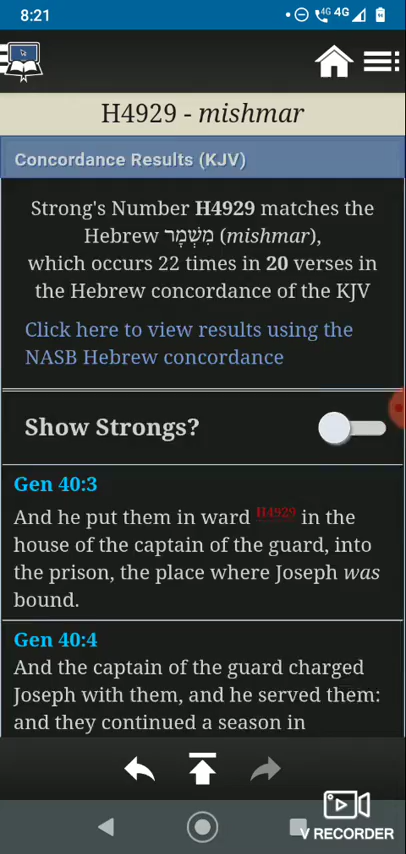 8:21
4G 4G
H4929 - mishmar
Concordance Results (KJV)
Strong's Number H4929 matches the
Hebrew מִשְׁמָר (mishmar),
which occurs 22 times in 20 verses in
the Hebrew concordance of the KJV
Click here to view results using the
NASB Hebrew concordance
Show Strongs?
Gen 40:3
And he put them in ward H4929 in the
house of the captain of the guard, into
the prison, the place where Joseph was
bound.
Gen 40:4
And the captain of the guard charged
Joseph with them, and he served them:
and they continued a season in
V RECORDER